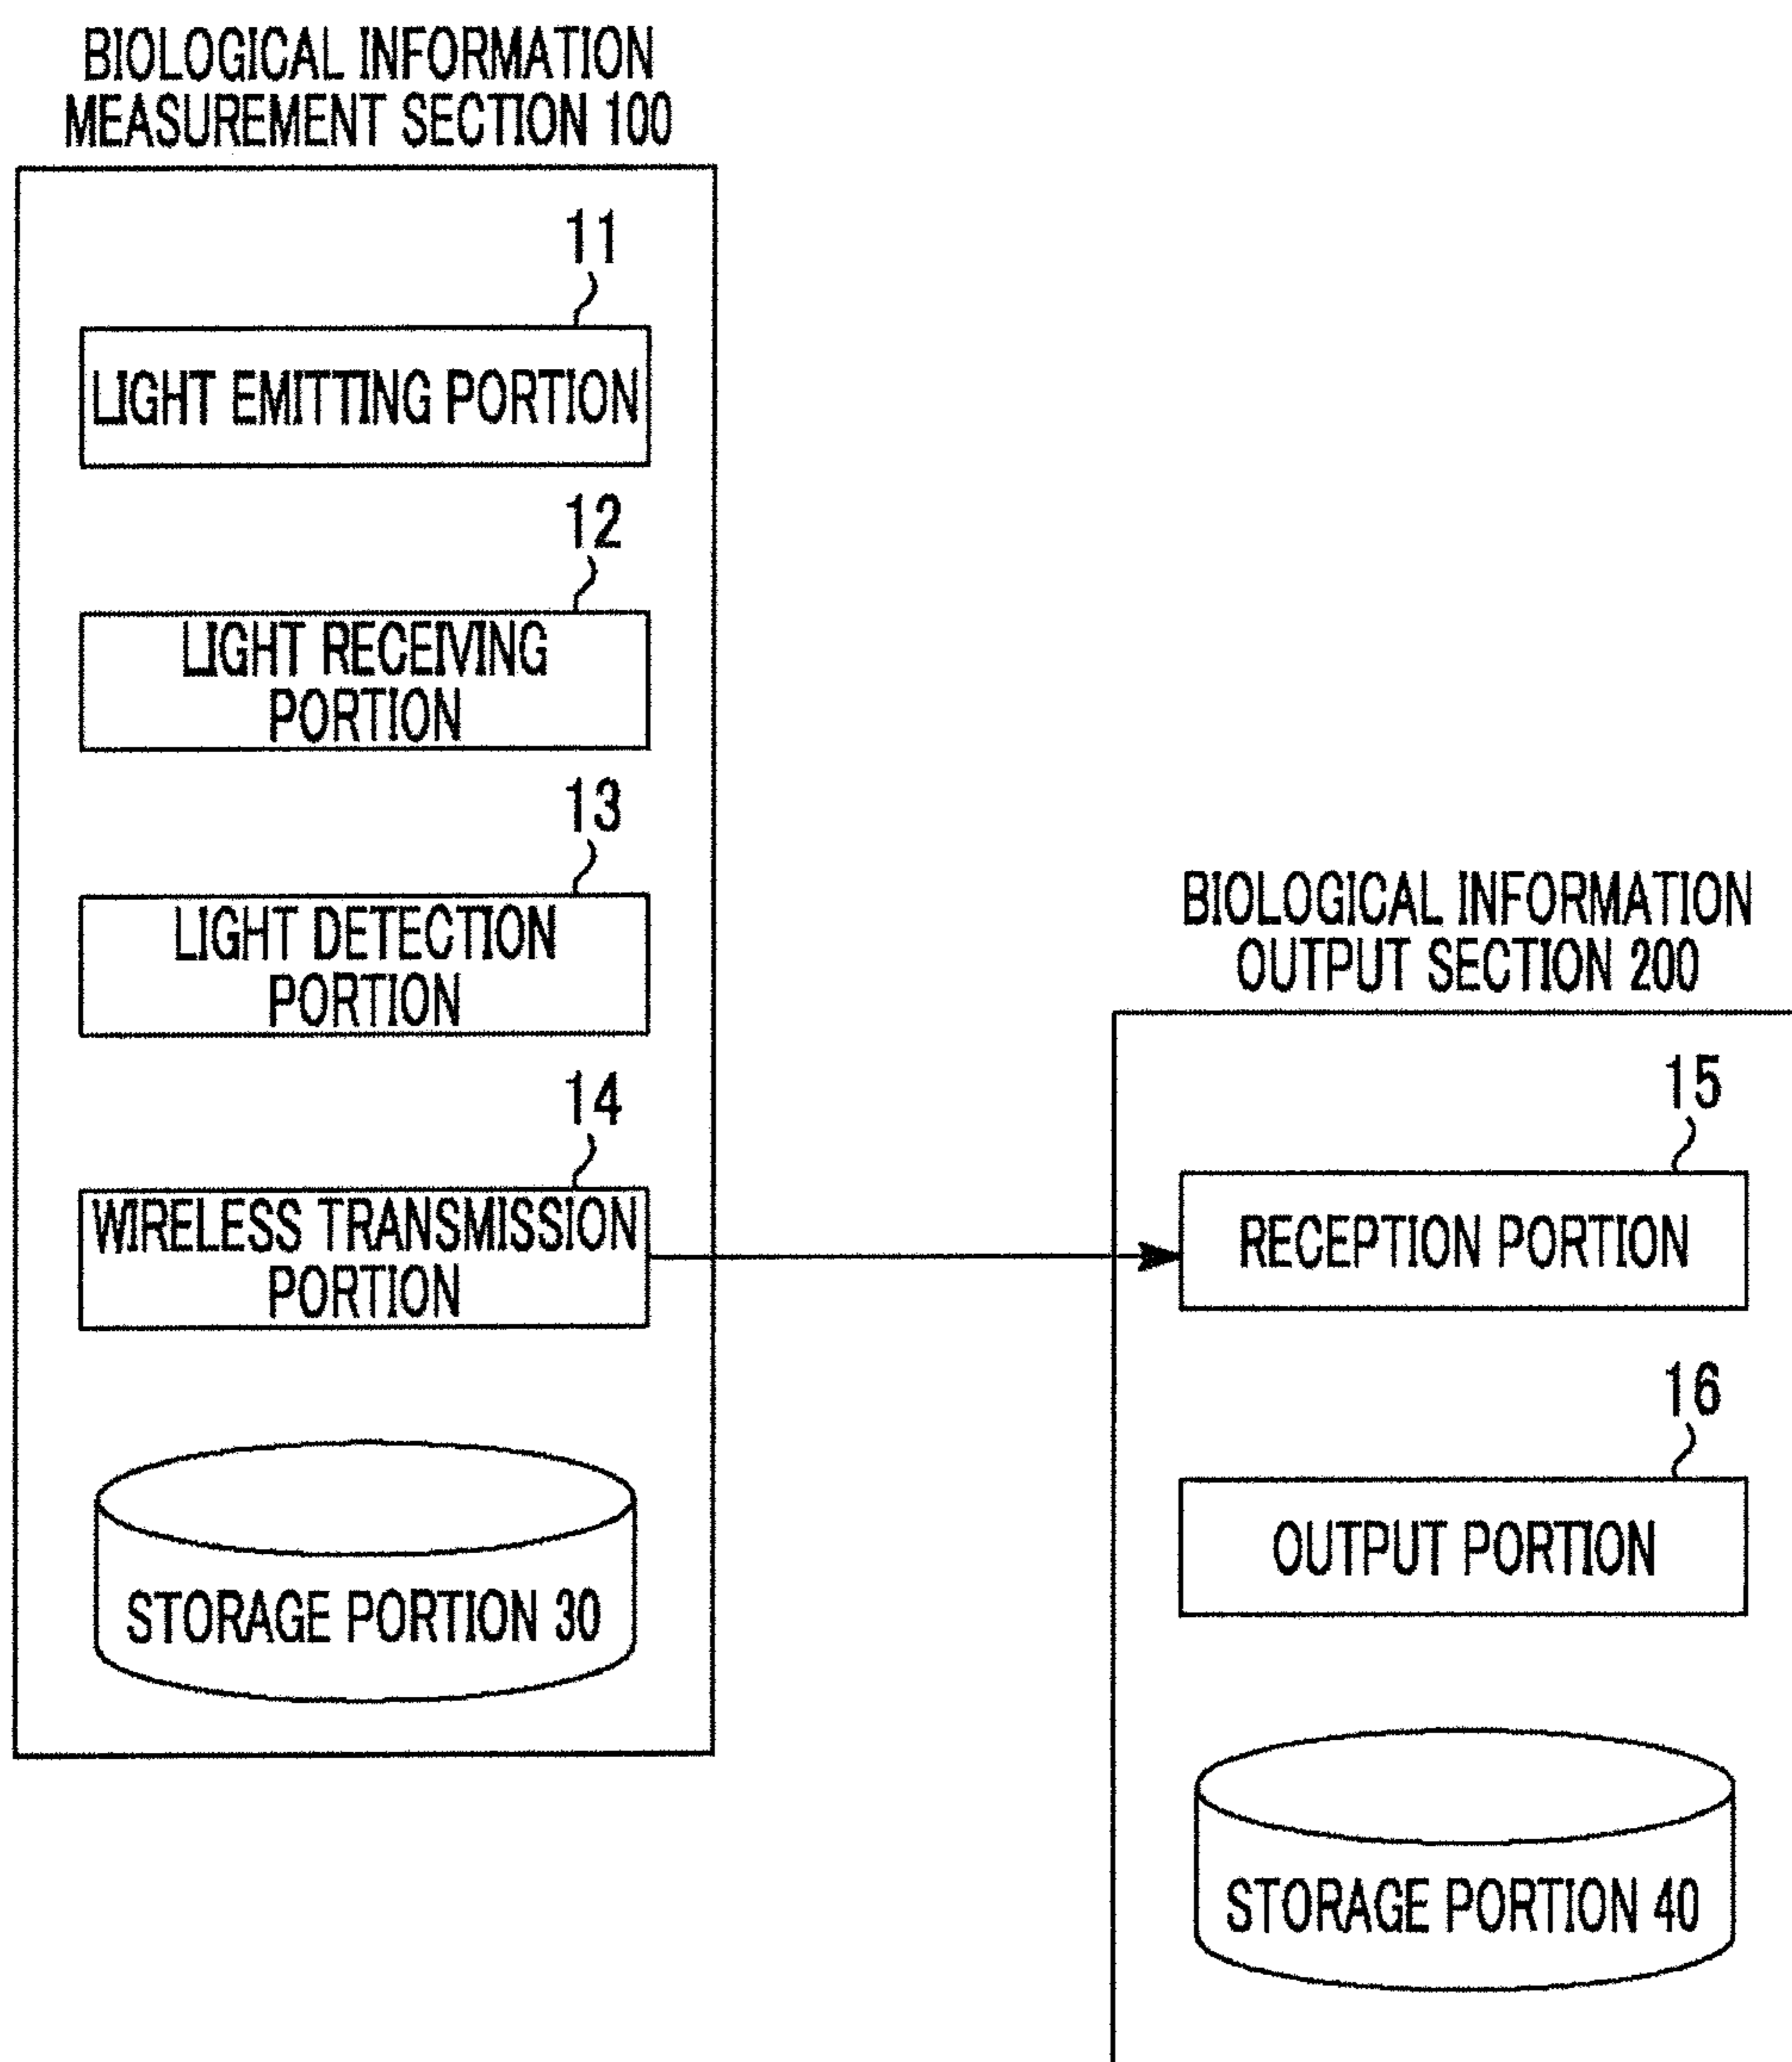 BIOLOGICAL INFORMATION
MEASUREMENT SECTION 100
11
LIGHT EMITTING PORTION
12
LIGHT RECEIVING
PORTION
13
LIGHT DETECTION
PORTION
14
WIRELESS TRANSMISSION
PORTION
STORAGE PORTION 30
BIOLOGICAL INFORMATION
OUTPUT SECTION 200
15
RECEPTION PORTION
16
OUTPUT PORTION
STORAGE PORTION 40